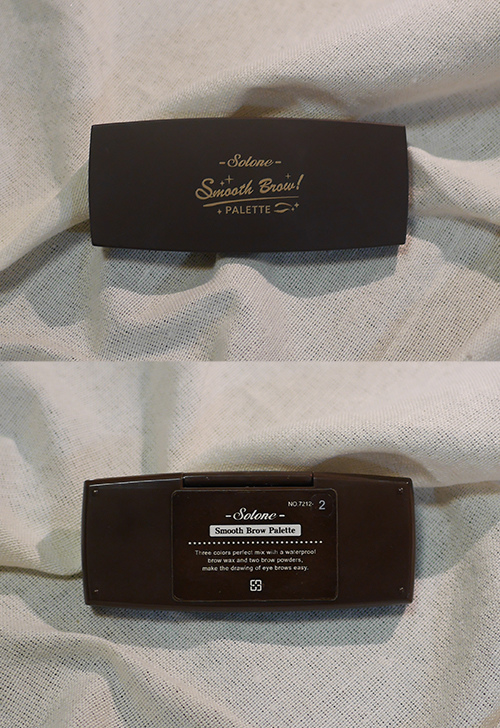 -Solone-
Smooth Brow!
PALETTE
NO.7212- 2
-Solone-
Smooth Brow Palette
Three colors perfect mix with a waterproof
brow wax and two brow powders,
make the drawing of eye brows easy.